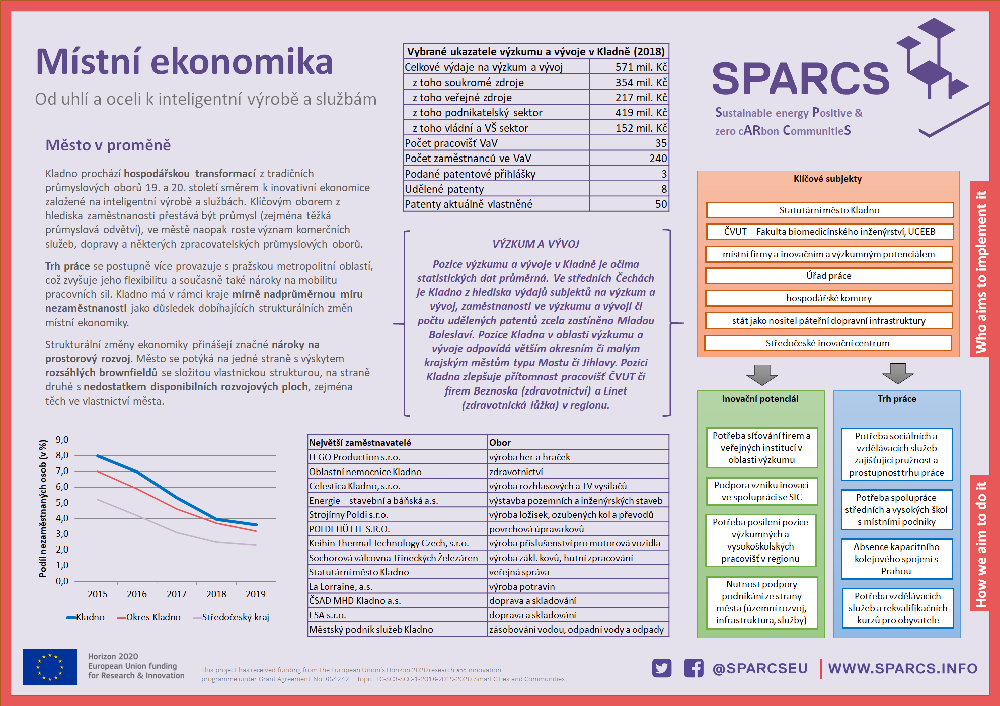 Místní ekonomika
Od uhlí a oceli k inteligentní výrobě a službám
Město v proměně
Kladno prochází hospodářskou transformací z tradičních
průmyslových oborů 19. a 20. století směrem k inovativní ekonomice
založené na inteligentní výrobě a službách. Klíčovým oborem z
hlediska zaměstnanosti přestává být průmysl (zejména těžká
průmyslová odvětví), ve městě naopak roste význam komerčních
služeb, dopravy a některých zpracovatelských průmyslových oborů.
Trh práce se postupně více provazuje s pražskou metropolitní oblastí,
což zvyšuje jeho flexibilitu a současně také nároky na mobilitu
pracovních sil. Kladno má v rámci kraje mírně nadprůměrnou míru
nezaměstnanosti jako důsledek dobíhajících strukturálních změn
místní ekonomiky.
Strukturální změny ekonomiky přinášejí značné nároky na
prostorový rozvoj. Město se potýká na jedné straně s výskytem
rozsáhlých brownfieldů se složitou vlastnickou strukturou, na straně
druhé s nedostatkem disponibilních rozvojových ploch, zejména
těch ve vlastnictví města.
Podíl nezaměstnaných osob (v %)
9,0
8,0
7,0
6,0
5,0
4,0
3,0
2,0
1,0
0,0
2015 2016 2017 2018 2019
Kladno Okres Kladno Středočeský kraj
Vybrané ukazatele výzkumu a vývoje v Kladně (2018)
Celkové výdaje na výzkum a vývoj 571 mil. Kč
z toho soukromé zdroje 354 mil. Kč
z toho veřejné zdroje 217 mil. Kč
z toho podnikatelský sektor 419 mil. Kč
z toho vládní a VŠ sektor 152 mil. Kč
Počet pracovišť VaV 35
Počet zaměstnanců ve VaV 240
Podané patentové přihlášky 3
Udělené patenty 8
Patenty aktuálně vlastněné 50
VÝZKUM A VÝVOJ
Pozice výzkumu a vývoje v Kladně je očima
statistických dat průměrná. Ve středních Čechách
je Kladno z hlediska výdajů subjektů na výzkum a
vývoj, zaměstnanosti ve výzkumu a vývoji či
počtu udělených patentů zcela zastíněno Mladou
Boleslaví. Pozice Kladna v oblasti výzkumu a
vývoje odpovídá větším okresním či malým
krajským městům typu Mostu či Jihlavy. Pozici
Kladna zlepšuje přítomnost pracovišť ČVUT či
firem Beznoska (zdravotnictví) a Linet
(zdravotnická lůžka) v regionu.
Největší zaměstnavatelé Obor
LEGO Production s.r.o. výroba her a hraček
Oblastní nemocnice Kladno zdravotnictví
Celestica Kladno, s.r.o. výroba rozhlasových a TV vysílačů
Energie – stavební a báňská a.s. výstavba pozemních a inženýrských staveb
Strojírny Poldi s.r.o. výroba ložisek, ozubených kol a převodů
POLDI HÜTTE S.R.O. povrchová úprava kovů
Keihin Thermal Technology Czech, s.r.o. výroba příslušenství pro motorová vozidla
Sochorová válcovna Třineckých Železáren výroba zákl. kovů, hutní zpracování
Statutární město Kladno veřejná správa
La Lorraine, a.s. výroba potravin
ČSAD MHD Kladno a.s. doprava a skladování
ESA s.r.o. doprava a skladování
Městský podnik služeb Kladno zásobování vodou, odpadní vody a odpady
SPARCS
Sustainable energy Positive &
zero cARbon CommunitieS
Klíčové subjekty
Statutární město Kladno
ČVUT – Fakulta biomedicínského inženýrství, UCEEB
místní firmy a inovačním a výzkumným potenciálem
Úřad práce
hospodářské komory
stát jako nositel páteřní dopravní infrastruktury
Středočeské inovační centrum
Who aims to implement it
Inovační potenciál
Potřeba síťování firem a
veřejných institucí v
oblasti výzkumu
Podpora vzniku inovací
ve spolupráci se SIC
Potřeba posílení pozice
výzkumných a
vysokoškolských
pracovišť v regionu
Nutnost podpory
podnikání ze strany
města (územní rozvoj,
infrastruktura, služby)
Trh práce
Potřeba sociálních a
vzdělávacích služeb
zajišťující pružnost a
prostupnost trhu práce
Potřeba spolupráce
středních a vysokých škol
s místními podniky
Absence kapacitního
kolejového spojení s
Prahou
Potřeba vzdělávacích
služeb a rekvalifikačních
kurzů pro obyvatele
How we aim to do it
Horizon 2020
European Union funding
for Research & Innovation
This project has received funding from the European Union's Horizon 2020 research and innovation
programme under Grant Agreement No. 864242 Topic: LC-SC3-SCC-1-2018-2019-2020: Smart Cities and Communities
@SPARCSEU WWW.SPARCS.INFO